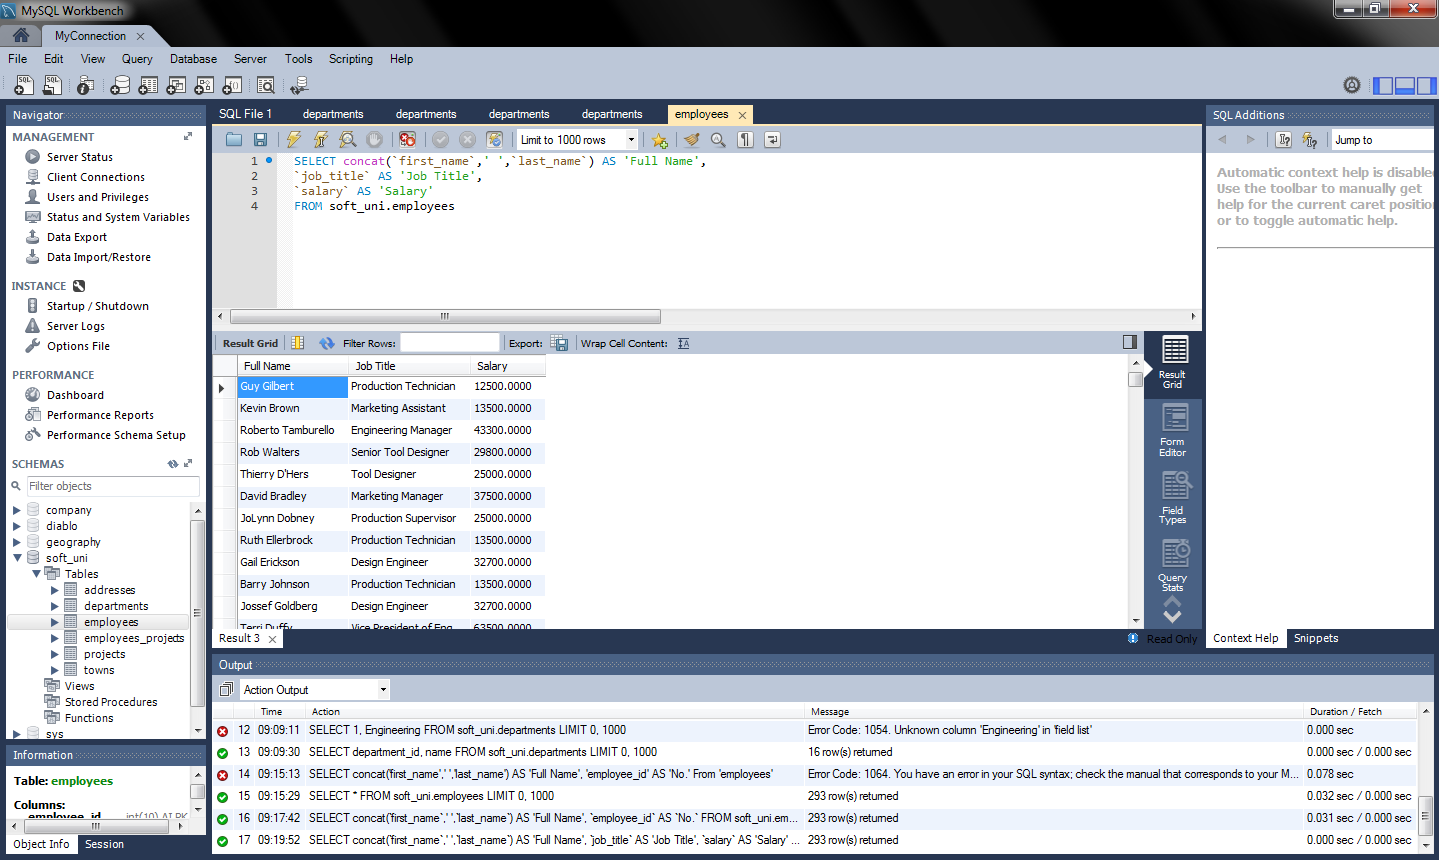 MySQL Workbench
MyConnection
File Edit View Query Database Server Tools Scripting Help
Navigator
MANAGEMENT
Server Status
Client Connections
Users and Privileges
Status and System Variables
Data Export
Data Import/Restore
INSTANCE
Startup / Shutdown
Server Logs
Options File
PERFORMANCE
Dashboard
Performance Reports
Performance Schema Setup
SCHEMAS
Filter objects
company
diablo
geography
soft_uni
Tables
addresses
departments
employees
employees_projects
projects
towns
Views
Stored Procedures
Functions
sys
Information
Table: employees
Columns:
employee_id int(10) AI PK
Object Info Session
SQL File 1 departments departments departments departments employees
Limit to 1000 rows
1 SELECT concat(`first_name`,' ',`last_name`) AS 'Full Name',
2 `job_title` AS 'Job Title',
3 `salary` AS 'Salary'
4 FROM soft_uni.employees
Result Grid Filter Rows: Export: Wrap Cell Content:
Full Name Job Title Salary
Guy Gilbert Production Technician 12500.0000
Kevin Brown Marketing Assistant 13500.0000
Roberto Tamburello Engineering Manager 43300.0000
Rob Walters Senior Tool Designer 29800.0000
Thierry D'Hers Tool Designer 25000.0000
David Bradley Marketing Manager 37500.0000
JoLynn Dobney Production Supervisor 25000.0000
Ruth Ellerbrock Production Technician 13500.0000
Gail Erickson Design Engineer 32700.0000
Barry Johnson Production Technician 13500.0000
Jossef Goldberg Design Engineer 32700.0000
Terri Duffy Vice President of Eng... 63500.0000
Result 3
Read Only
Result Grid
Form Editor
Field Types
Query Stats
SQL Additions
Jump to
Automatic context help is disabled.
Use the toolbar to manually get
help for the current caret position
or to toggle automatic help.
Context Help Snippets
Output
Action Output
Time Action Message Duration / Fetch
12 09:09:11 SELECT 1, Engineering FROM soft_uni.departments LIMIT 0, 1000 Error Code: 1054. Unknown column 'Engineering' in 'field list' 0.000 sec
13 09:09:30 SELECT department_id, name FROM soft_uni.departments LIMIT 0, 1000 16 row(s) returned 0.000 sec / 0.000 sec
14 09:15:13 SELECT concat('first_name',' ','last_name') AS 'Full Name', 'employee_id' AS 'No.' From 'employees' Error Code: 1064. You have an error in your SQL syntax; check the manual that corresponds to your M... 0.078 sec
15 09:15:29 SELECT * FROM soft_uni.employees LIMIT 0, 1000 293 row(s) returned 0.032 sec / 0.000 sec
16 09:17:42 SELECT concat(`first_name`,' ',`last_name`) AS 'Full Name', `employee_id` AS `No.` FROM soft_uni.em... 293 row(s) returned 0.031 sec / 0.000 sec
17 09:19:52 SELECT concat(`first_name`,' ',`last_name`) AS 'Full Name', `job_title` AS 'Job Title', `salary` AS 'Salary' ... 293 row(s) returned 0.000 sec / 0.000 sec